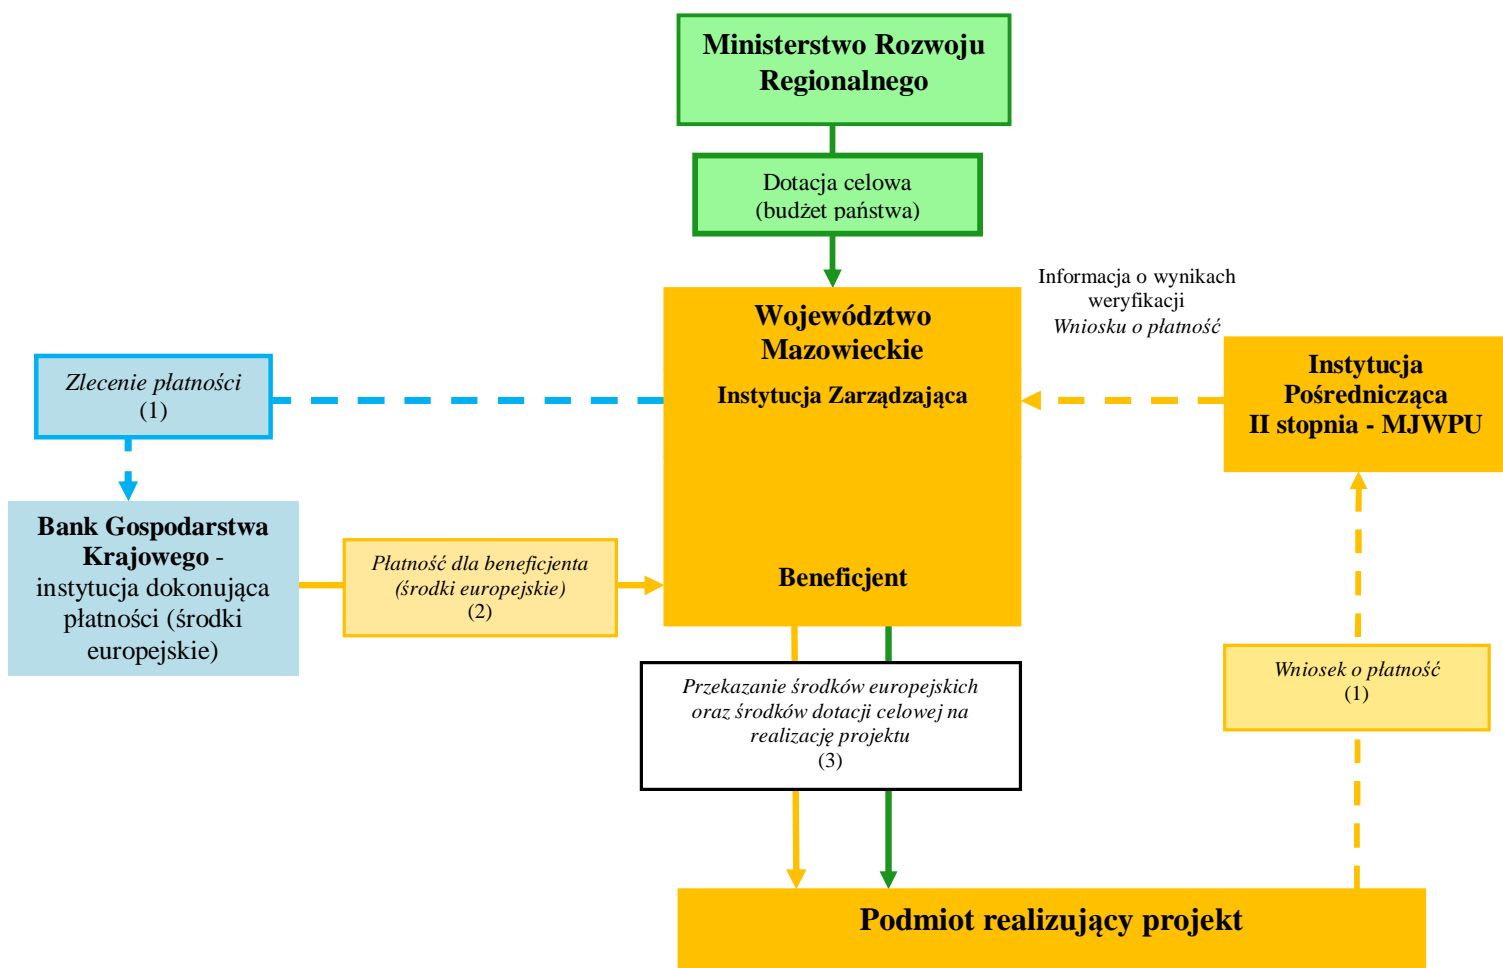 Ministerstwo Rozwoju
Regionalnego
Dotacja celowa
(budżet państwa)
Informacja o wynikach
weryfikacji
Wniosku o płatność
Województwo
Mazowieckie
Instytucja Zarządzająca
Beneficjent
Zlecenie płatności
(1)
Instytucja
Pośrednicząca
II stopnia - MJWPU
Bank Gospodarstwa
Krajowego -
instytucja dokonująca
płatności (środki
europejskie)
Płatność dla beneficjenta
(środki europejskie)
(2)
Przekazanie środków europejskich
oraz środków dotacji celowej na
realizację projektu
(3)
Wniosek o płatność
(1)
Podmiot realizujący projekt